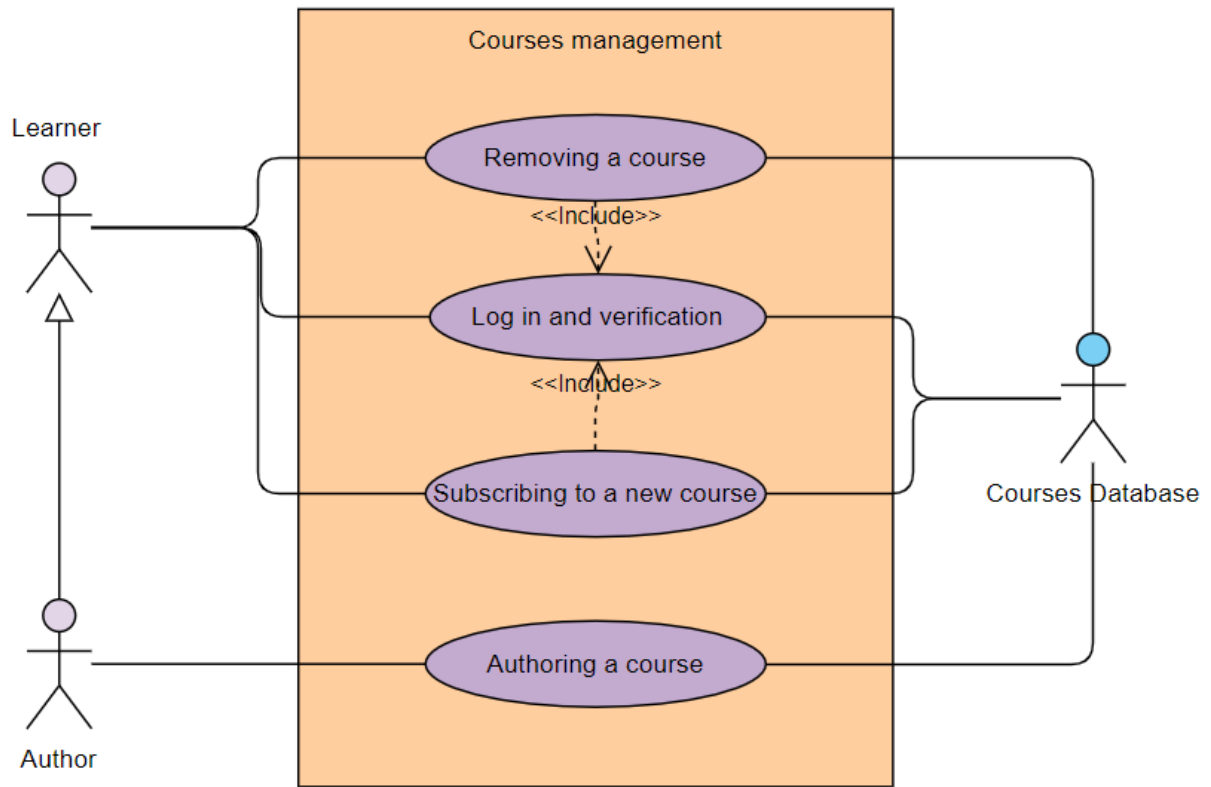 Courses management
Learner
Removing a course
<<Include>>
Log in and verification
<<Include>>
Subscribing to a new course
Courses Database
Authoring a course
Author